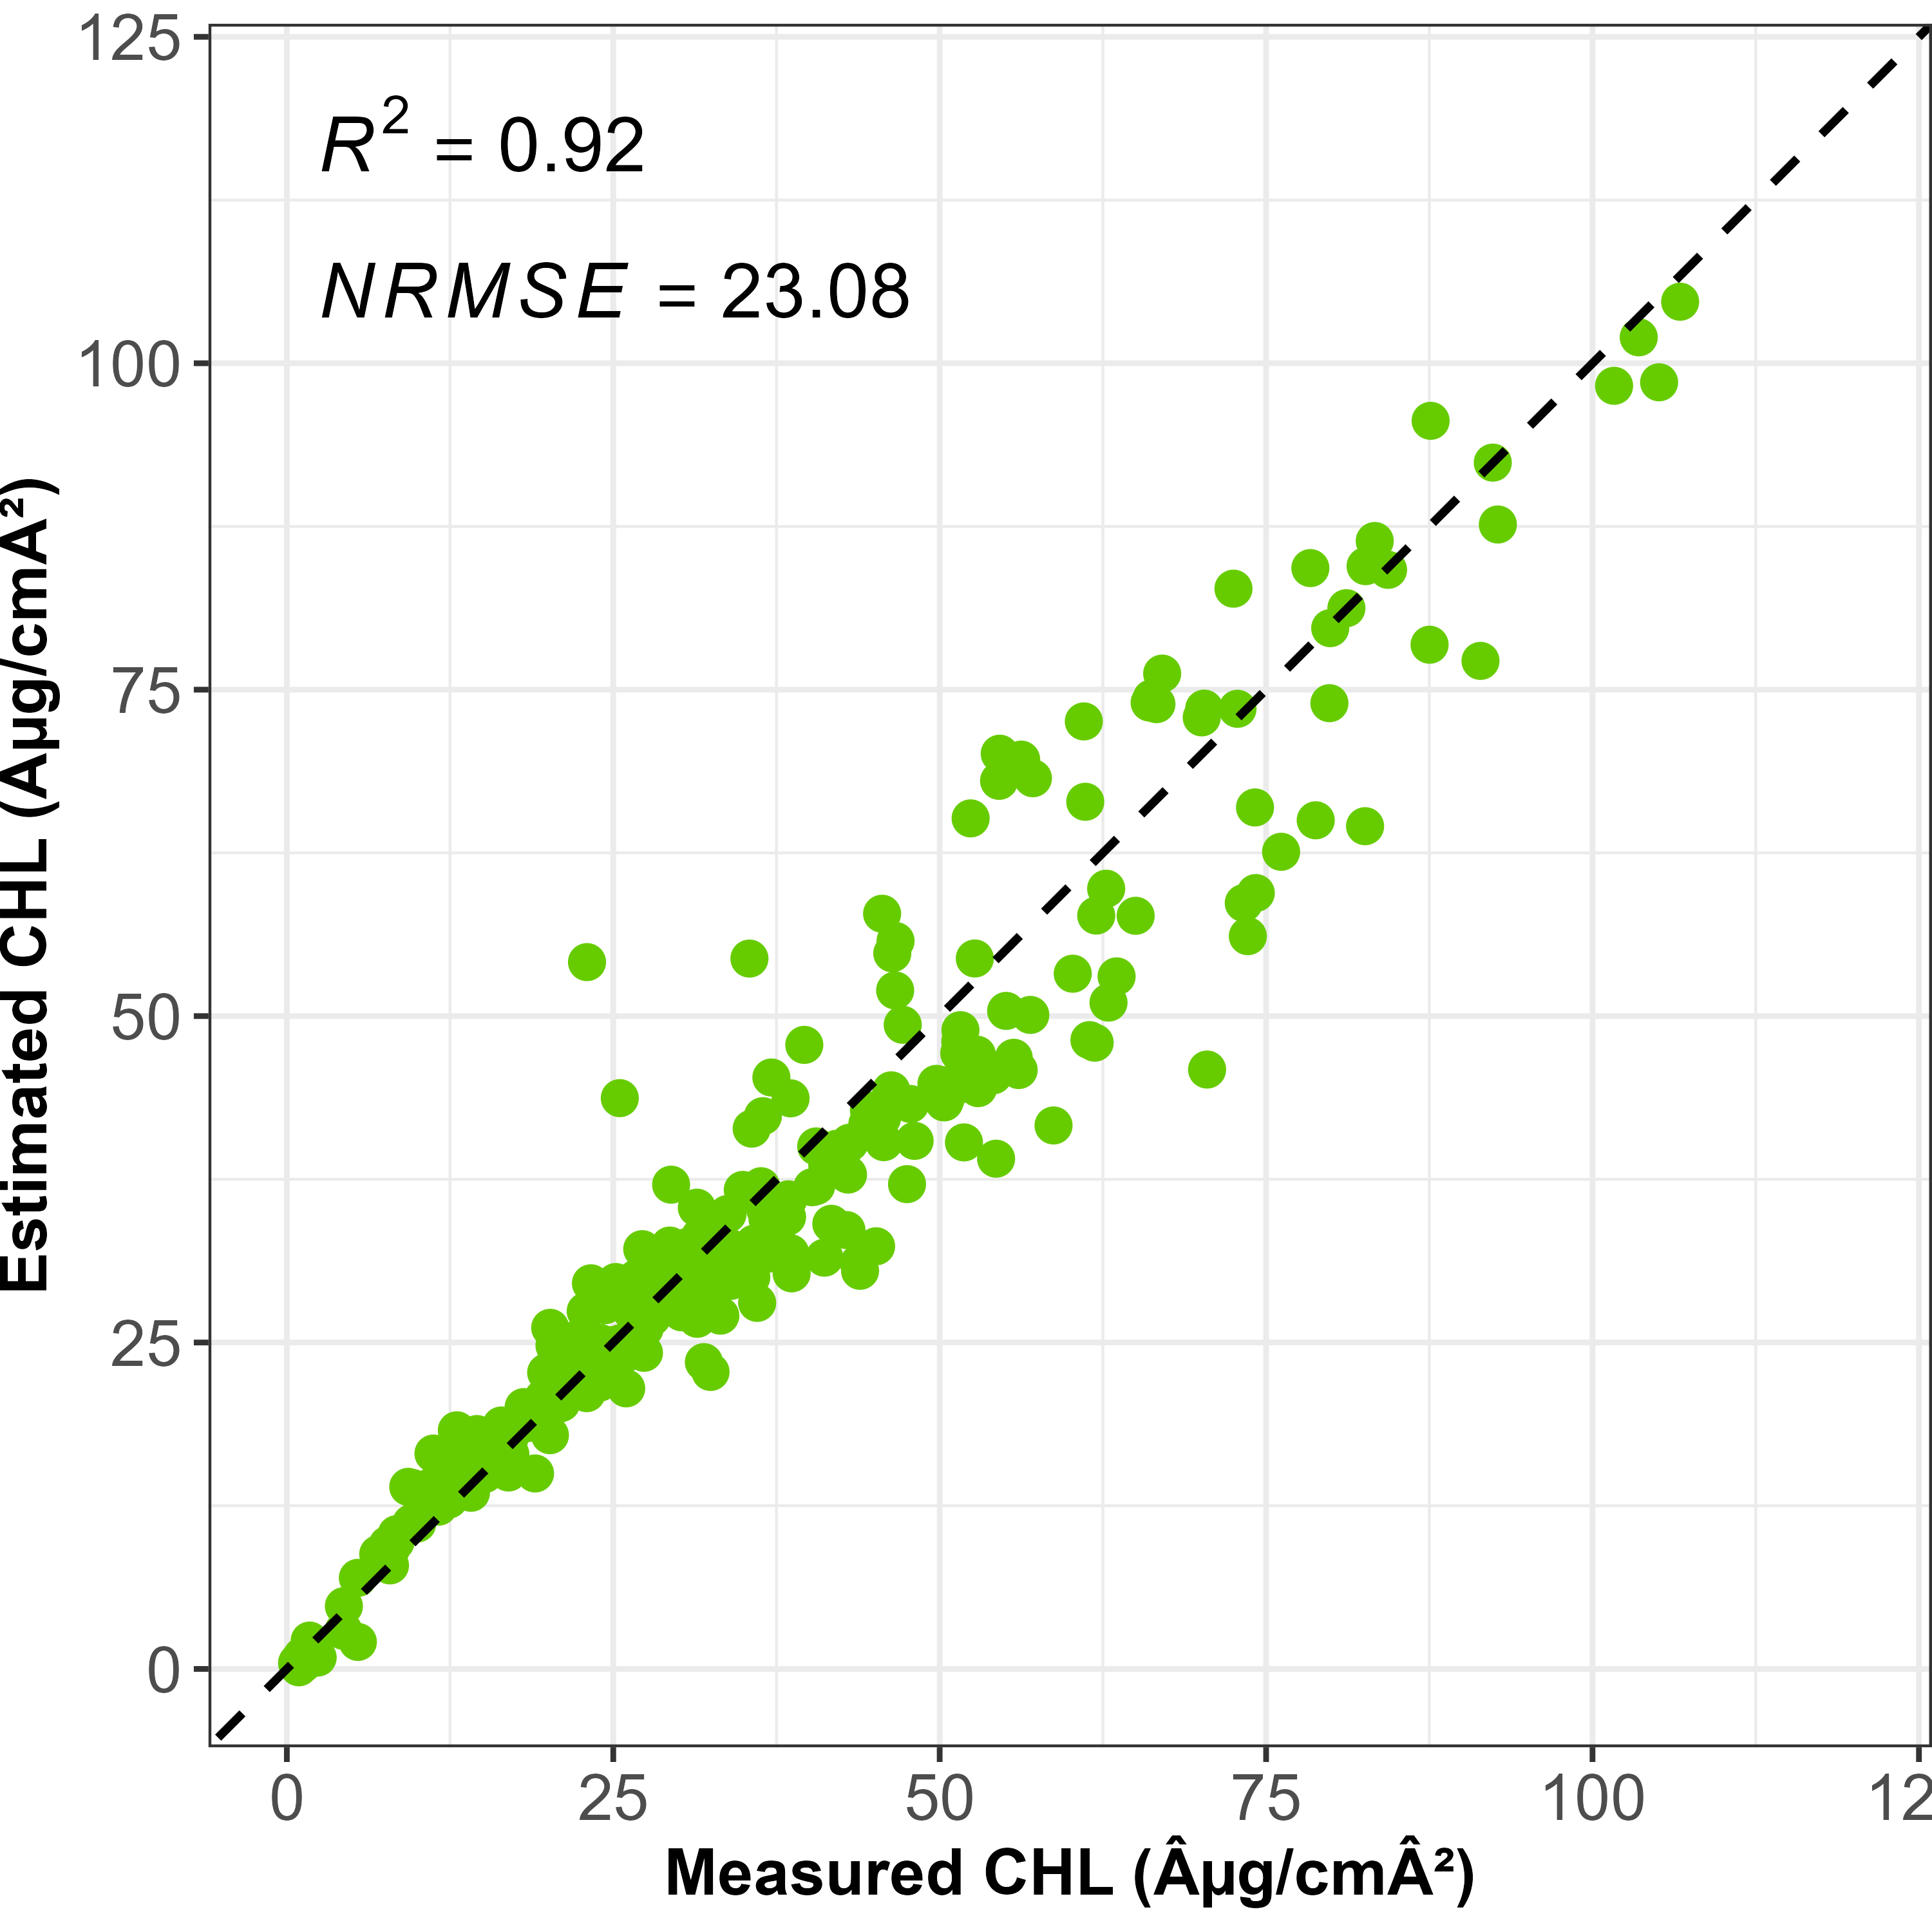 125
R² = 0.92
NRMSE = 23.08
100
75
50
25
0
Estimated CHL (Âµg/cmÂ²)
0 25 50 75 100 12
Measured CHL (Âµg/cmÂ²)